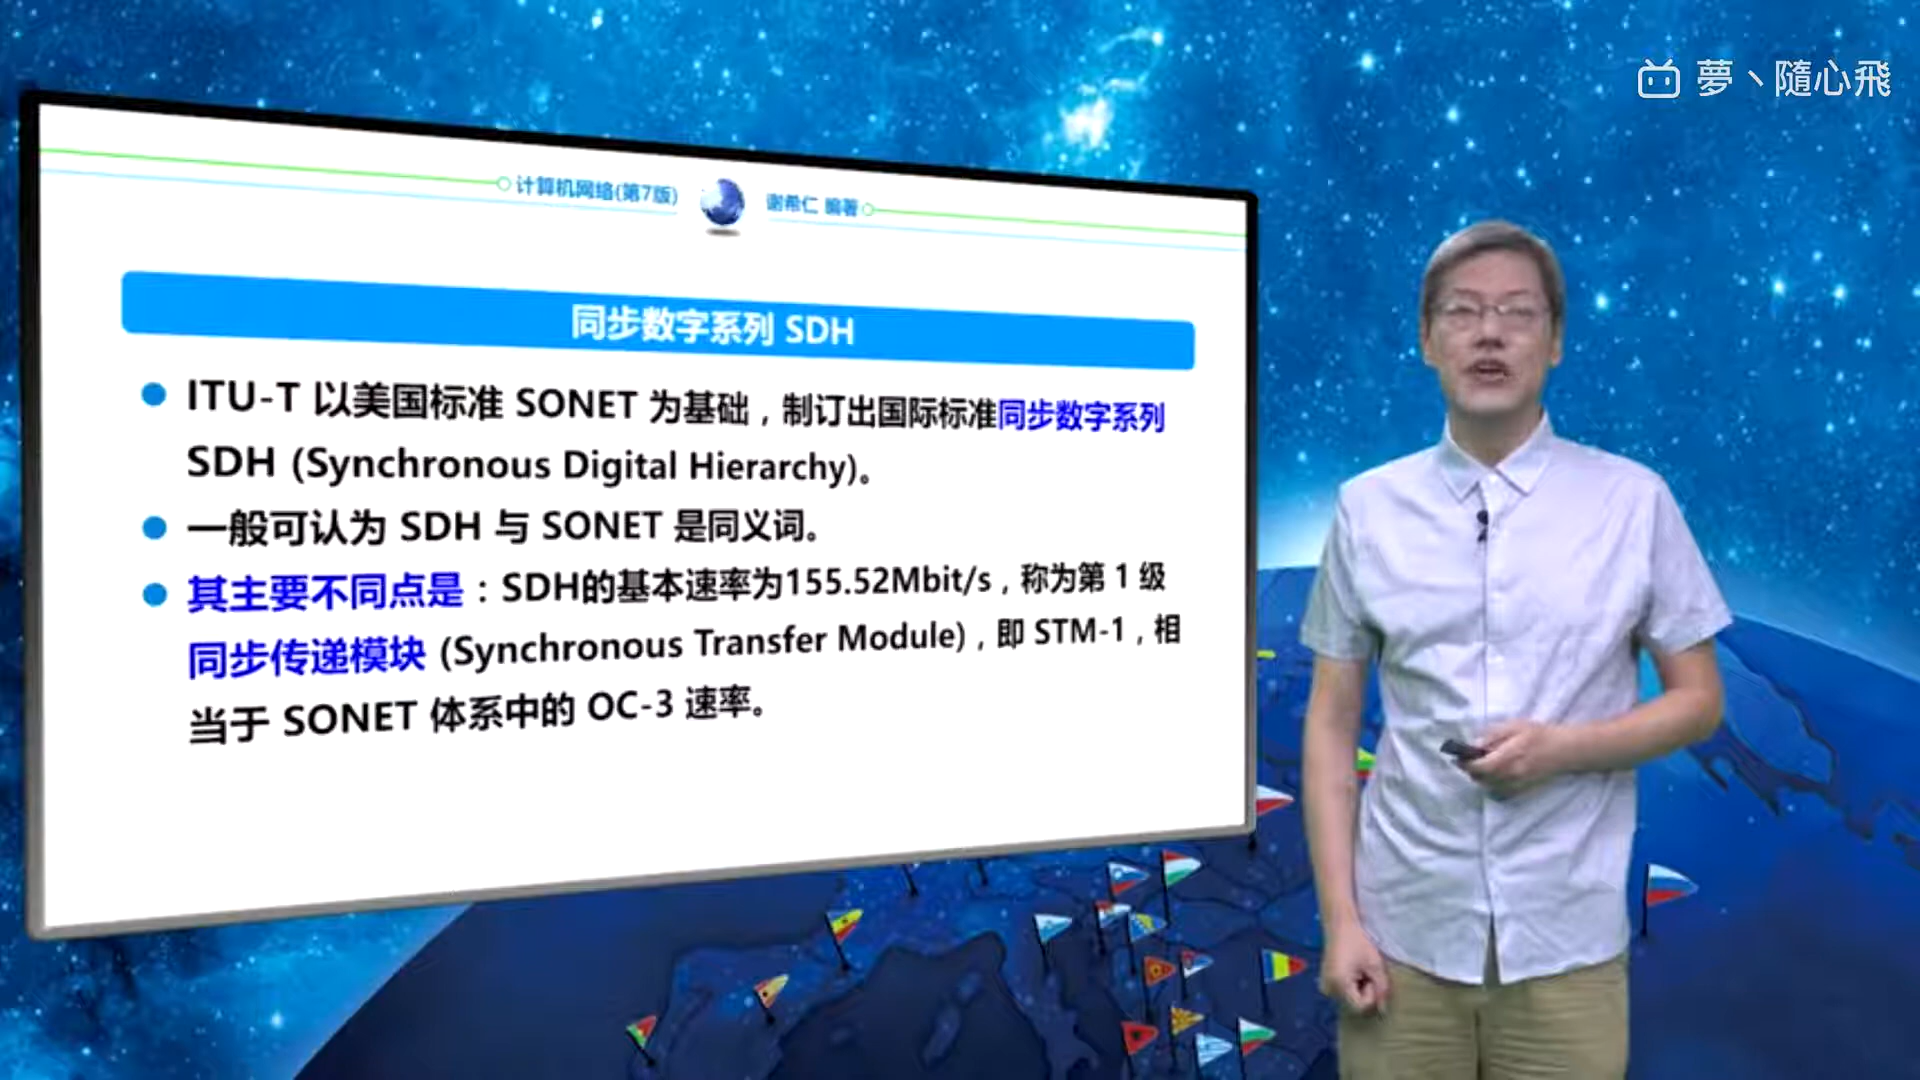 夢丶隨心飛
计算机网络(第7版)
谢希仁 编著
同步数字系列 SDH
ITU-T 以美国标准 SONET 为基础，制订出国际标准同步数字系列
SDH (Synchronous Digital Hierarchy)。
一般可认为 SDH 与 SONET 是同义词。
其主要不同点是：SDH的基本速率为155.52Mbit/s，称为第 1 级
同步传递模块 (Synchronous Transfer Module)，即 STM-1，相
当于 SONET 体系中的 OC-3 速率。